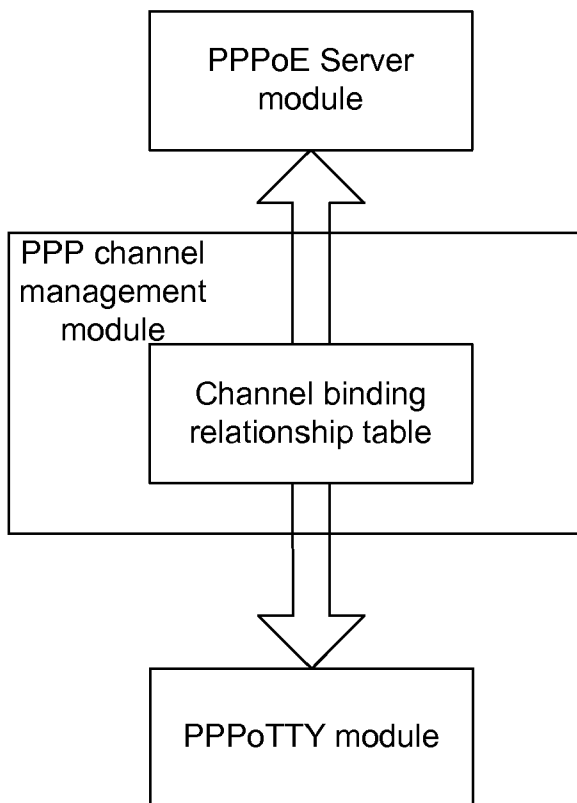 PPPoE Server
module
PPP channel
management
module
Channel binding
relationship table
PPPoTTY module